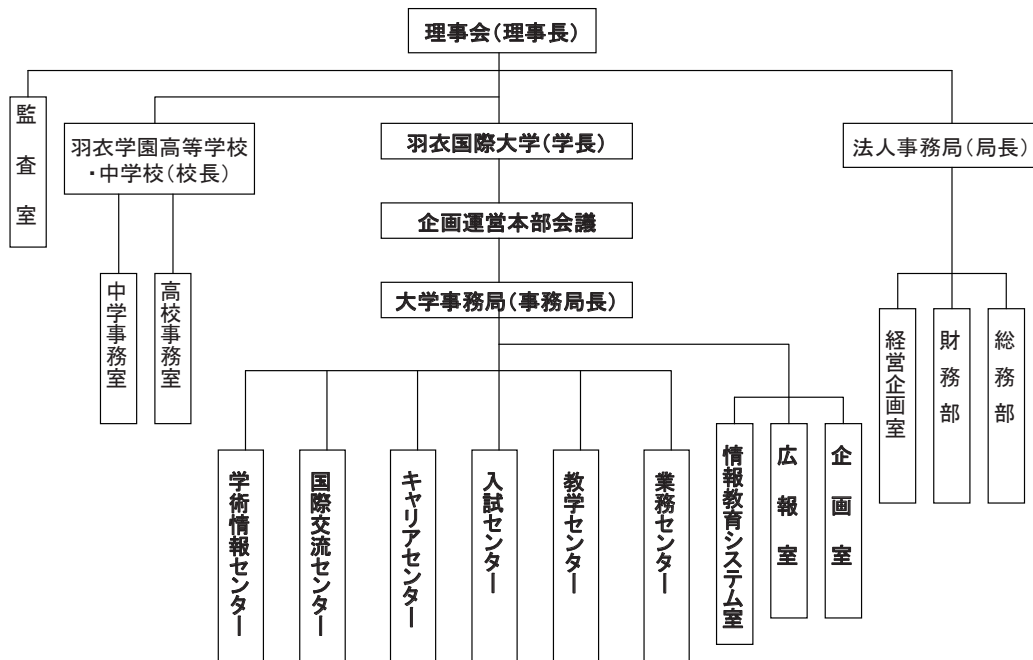 理事会(理事長)
監査室
羽衣学園高等学校
・中学校(校長)
羽衣国際大学(学長)
法人事務局(局長)
企画運営本部会議
大学事務局(事務局長)
中学事務室
高校事務室
経営企画室
財務部
総務部
学術情報センター
国際交流センター
キャリアセンター
入試センター
教学センター
業務センター
情報教育システム室
広報室
企画室